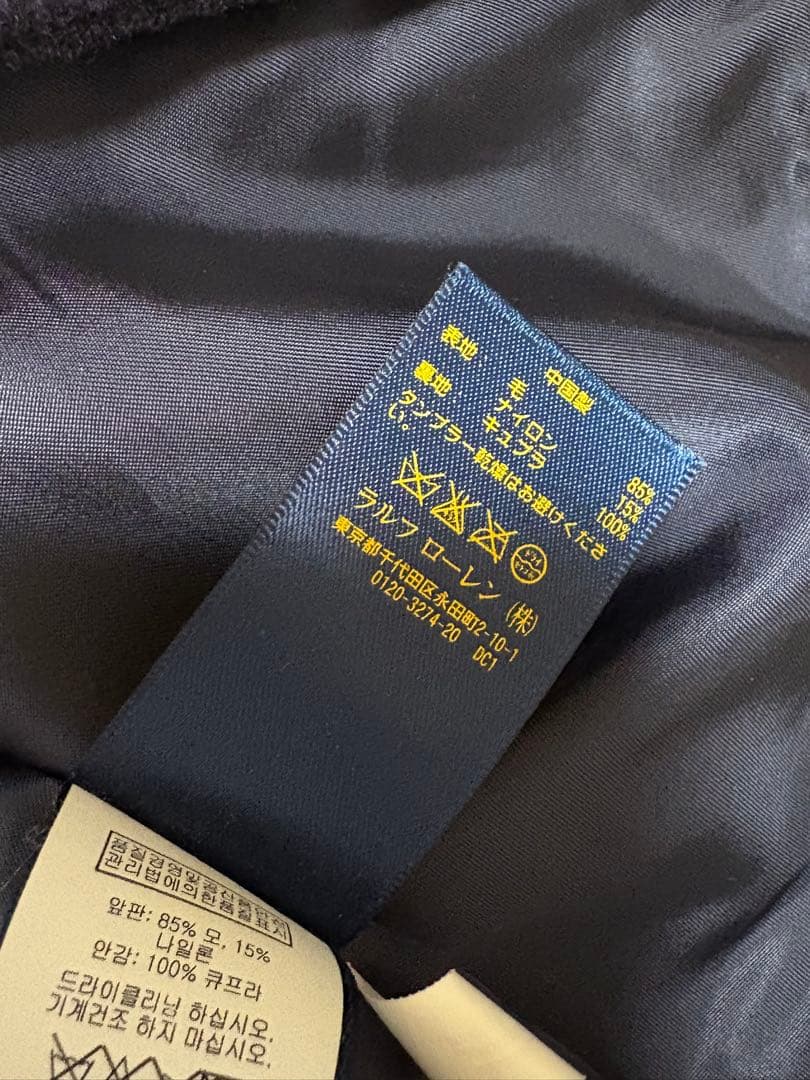 中国製
表地 毛 85%
ナイロン 15%
裏地 キュプラ 100%
タンブラー乾燥はお避けくださ
い。
ラルフ ローレン (株)
東京都千代田区永田町2-10-1
0120-3274-20 DC1
품질경영및공산품안전
관리법에의한품질표시
앞판: 85% 모, 15%
나일론
안감: 100% 큐프라
드라이클리닝 하십시오,
기계건조 하지 마십시오,